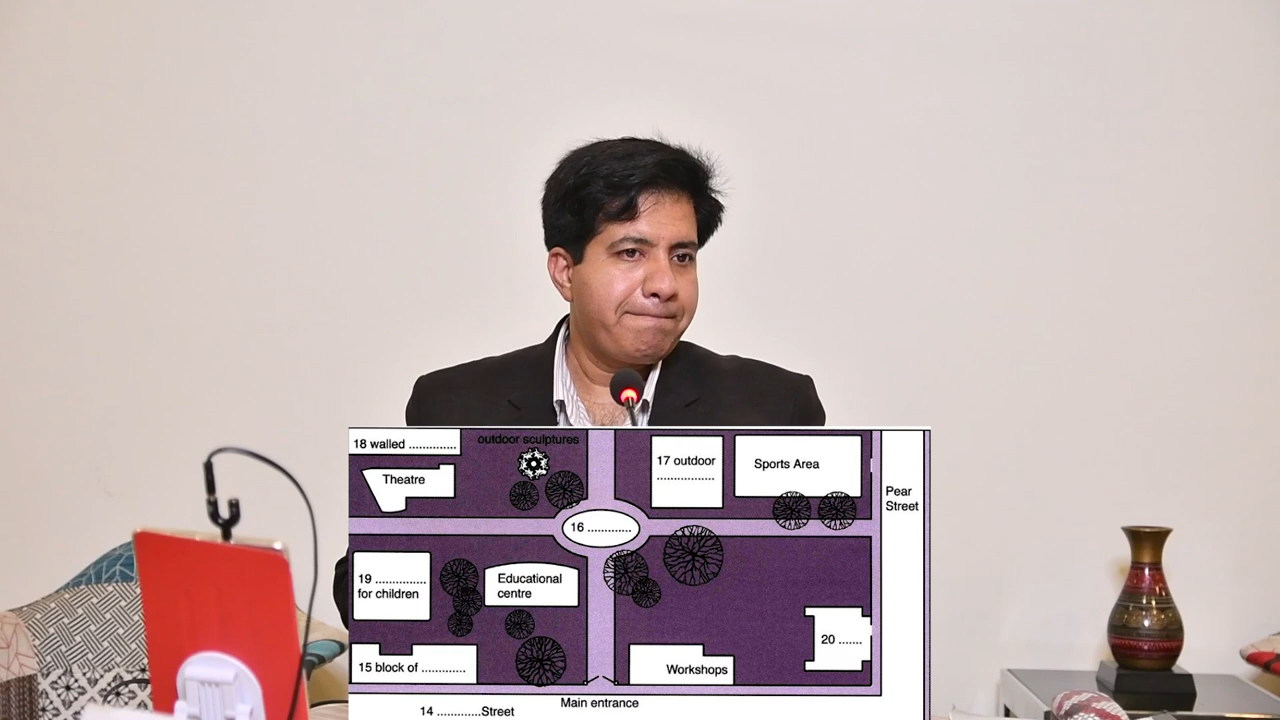 18 walled ..............
outdoor sculptures
Theatre
17 outdoor
.................
Sports Area
Pear
Street
16 .............
19 ...............
for children
Educational
centre
15 block of .............
Workshops
20 .......
Main entrance
14 .............Street